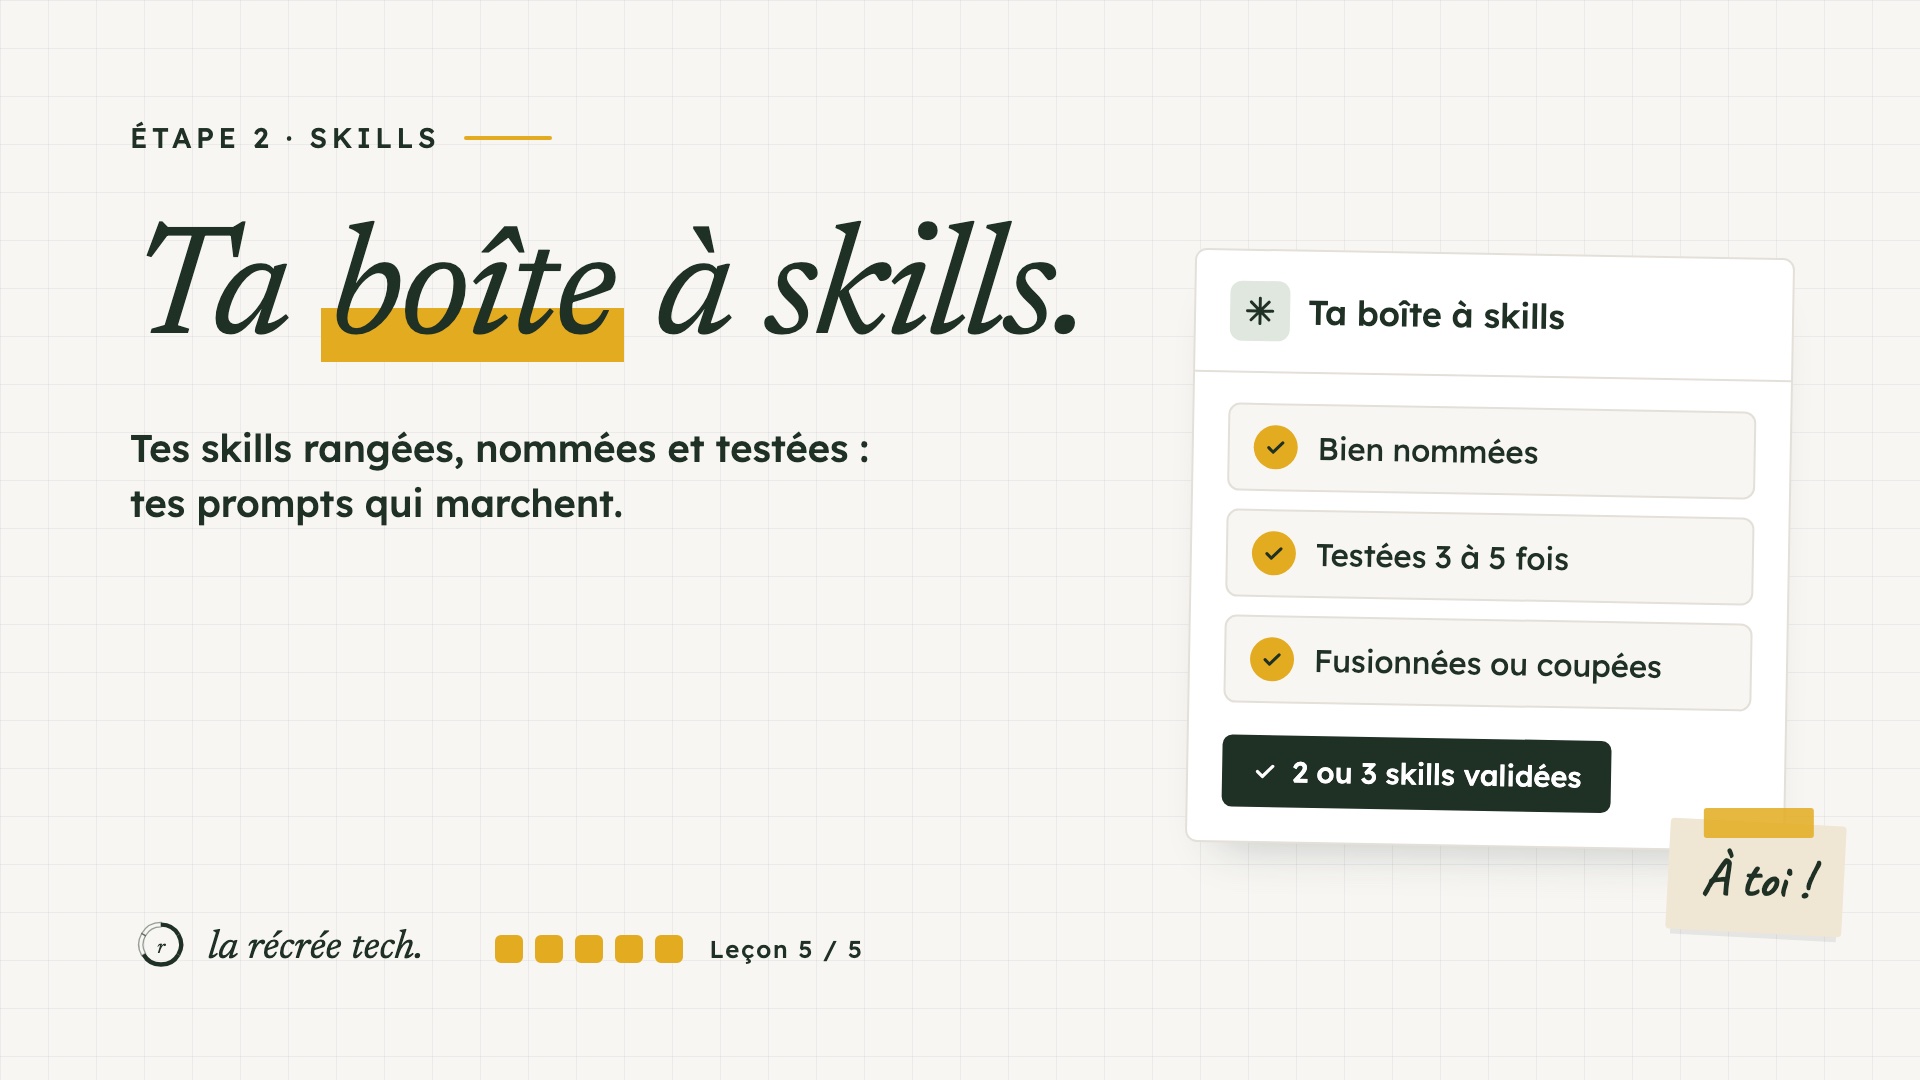 ÉTAPE 2 · SKILLS
Ta boîte à skills.
Tes skills rangées, nommées et testées :
tes prompts qui marchent.
Ta boîte à skills
Bien nommées
Testées 3 à 5 fois
Fusionnées ou coupées
2 ou 3 skills validées
À toi !
r
la récrée tech.
Leçon 5 / 5